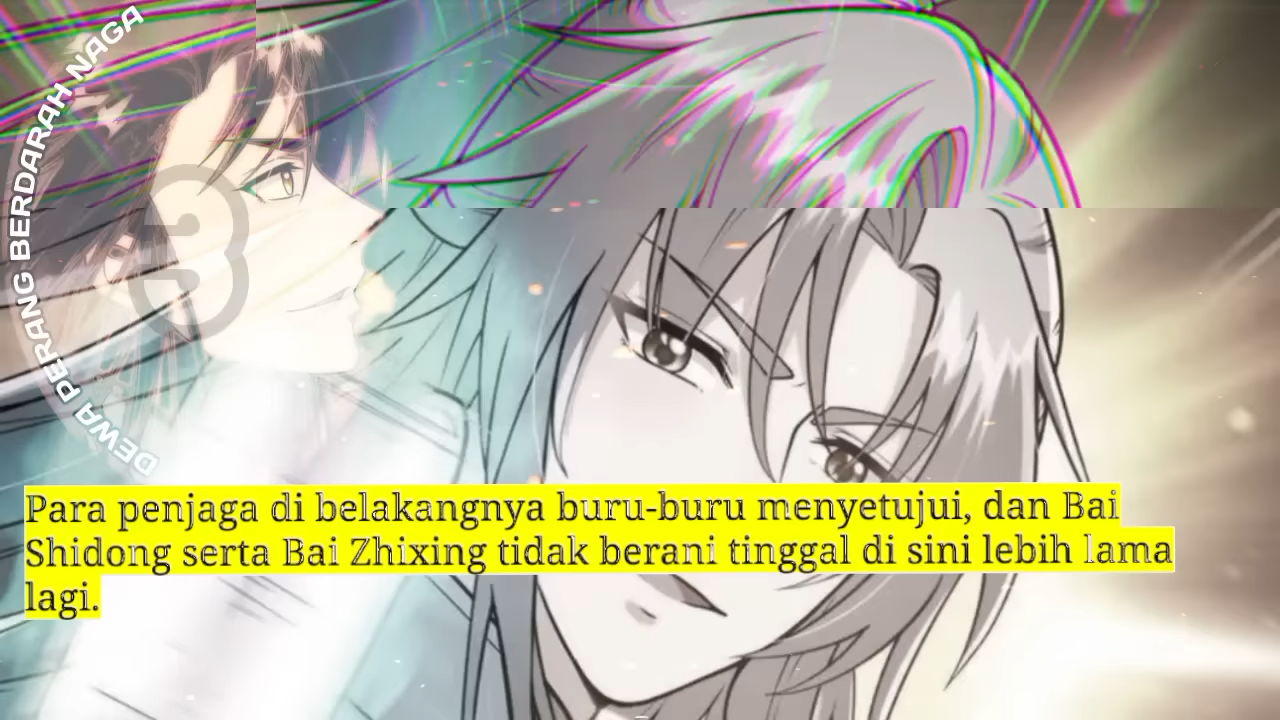 DEWA PERANG BERDARAH NAGA
Para penjaga di belakangnya buru-buru menyetujui, dan Bai
Shidong serta Bai Zhixing tidak berani tinggal di sini lebih lama
lagi.